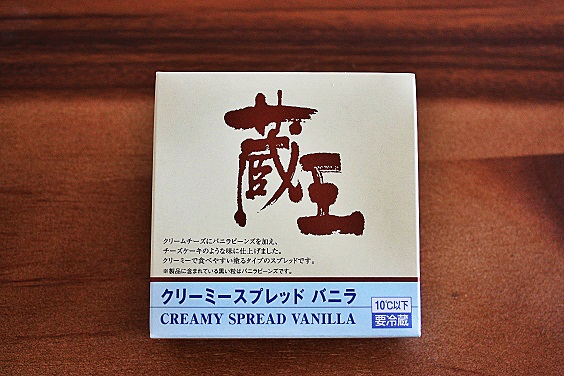 蔵王
クリームチーズにバニラビーンズを加え、
チーズケーキのような味に仕上げました。
クリーミーで食べやすい塗るタイプのスプレッドです。
※製品に含まれている黒い粒はバニラビーンズです。
クリーミースプレッド バニラ
CREAMY SPREAD VANILLA
10℃以下
要冷蔵